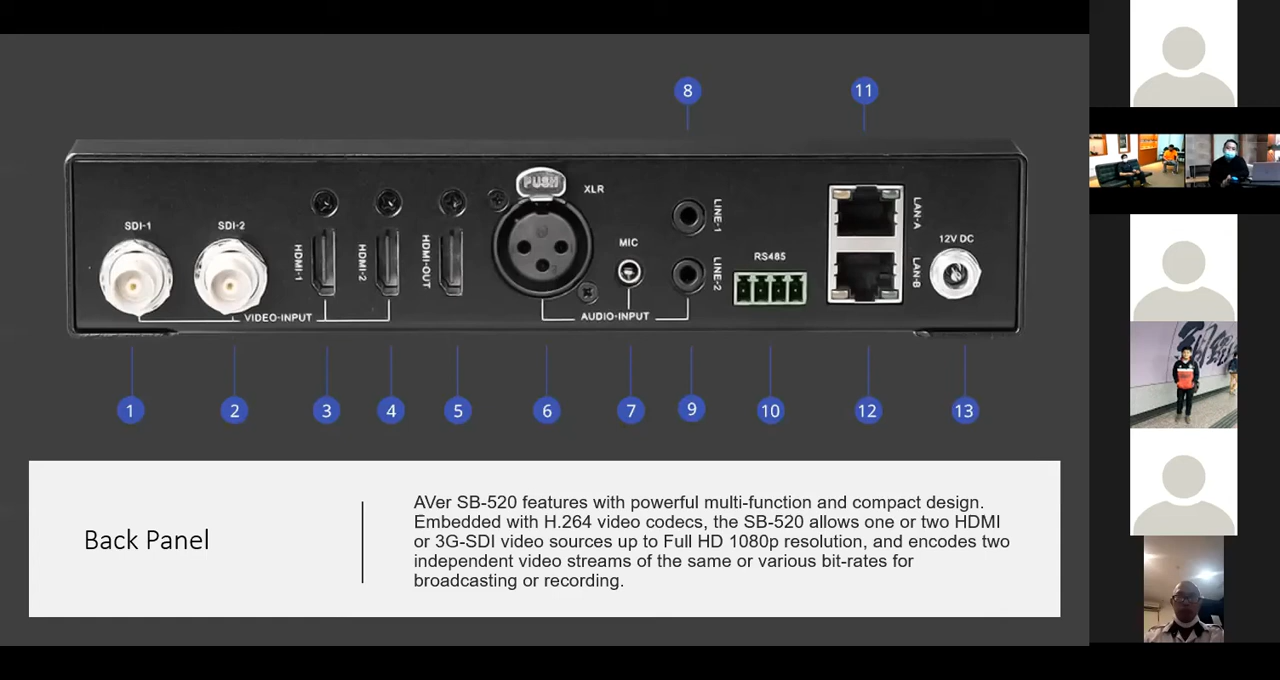 8
11
PUSH
XLR
SDI-1
SDI-2
HDMI-1
HDMI-2
HDMI-OUT
MIC
LINE-1
LINE-2
RS485
LAN-A
LAN-B
12V DC
VIDEO-INPUT
AUDIO-INPUT
1
2
3
4
5
6
7
9
10
12
13
Back Panel
AVer SB-520 features with powerful multi-function and compact design.
Embedded with H.264 video codecs, the SB-520 allows one or two HDMI
or 3G-SDI video sources up to Full HD 1080p resolution, and encodes two
independent video streams of the same or various bit-rates for
broadcasting or recording.